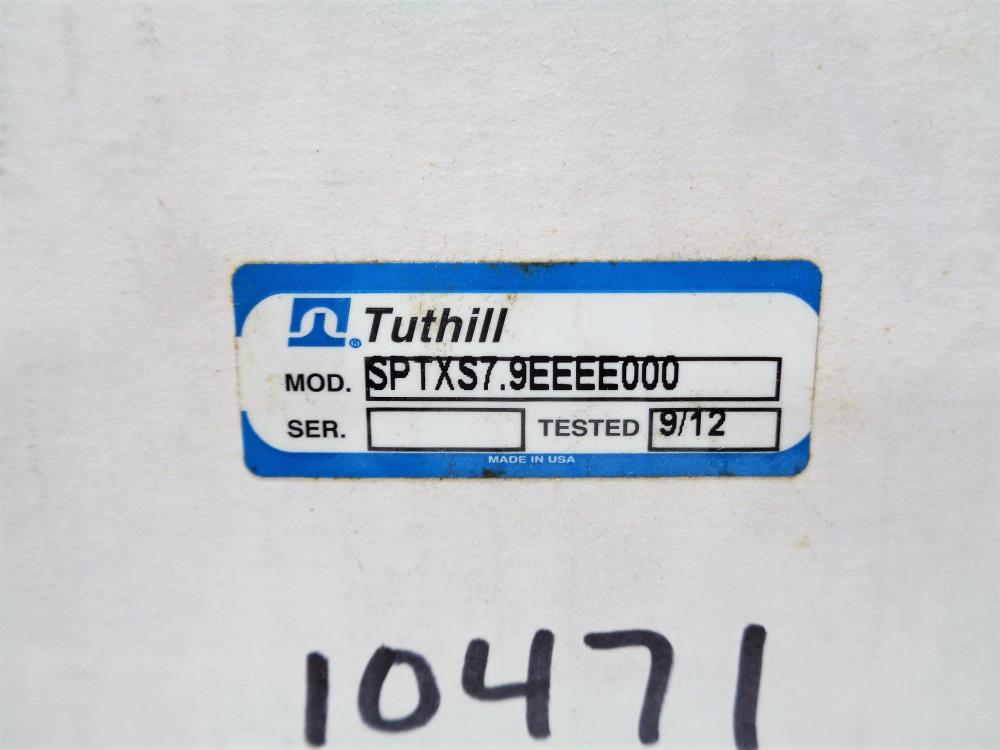 Tuthill
MOD. SPTXS7.9EEEE000
SER. TESTED 9/12
MADE IN USA
10471